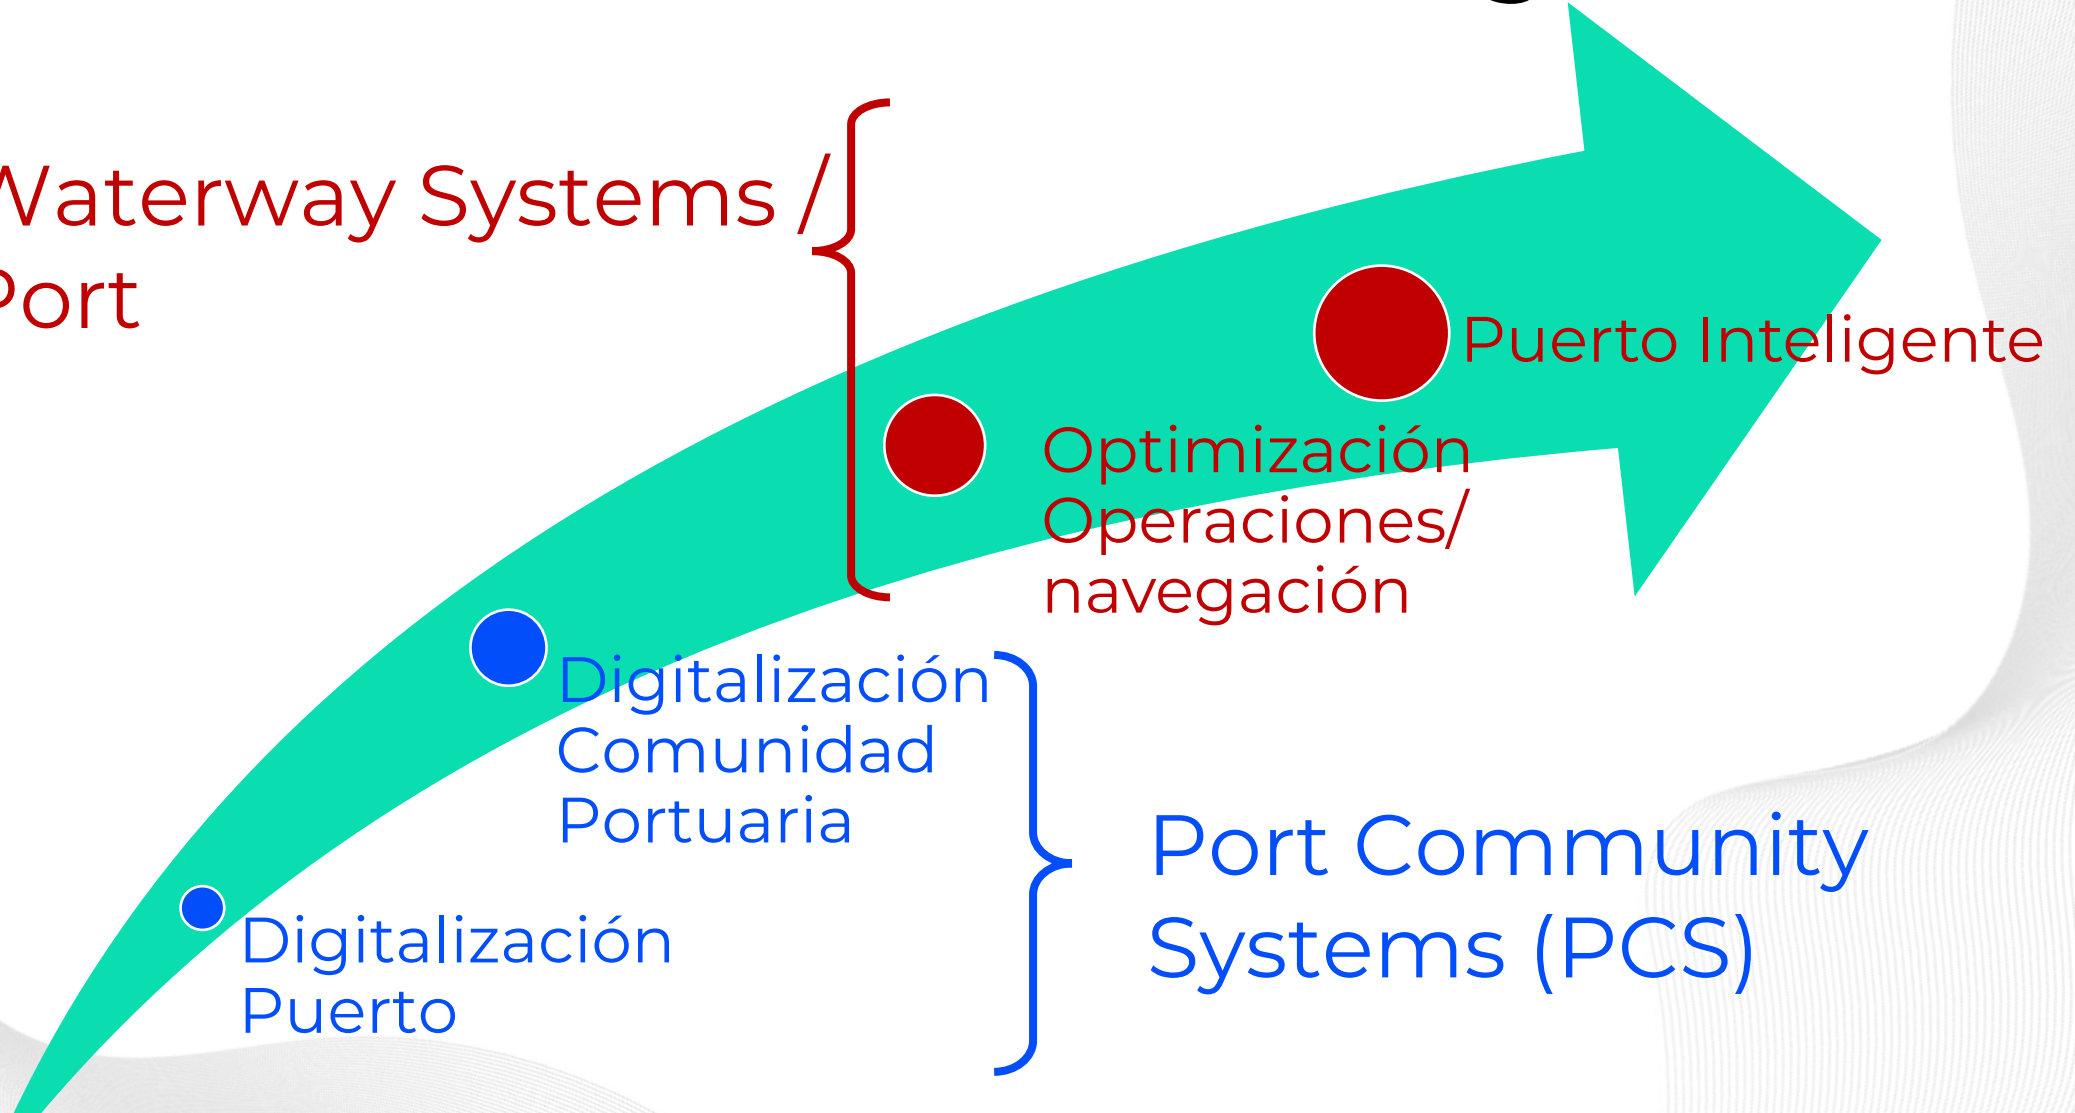 Waterway Systems /
Port
Puerto Inteligente
Optimización
Operaciones/
navegación
Digitalización
Comunidad
Portuaria
Port Community
Systems (PCS)
Digitalización
Puerto